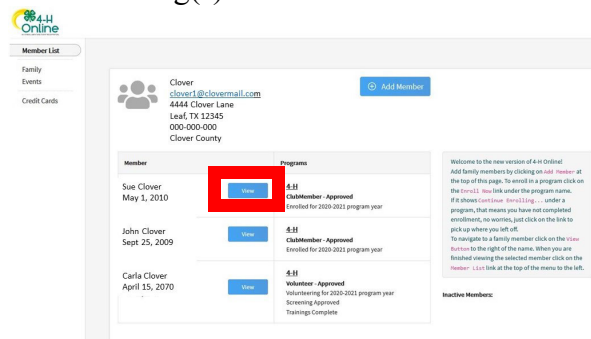 4-H
Online
Member List
Family
Events
Credit Cards
Clover
clover1@clovermail.com
4444 Clover Lane
Leaf, TX 12345
000-000-000
Clover County
Add Member
Member
Programs
Sue Clover
May 1, 2010
View
4-H
ClubMember - Approved
Enrolled for 2020-2021 program year
John Clover
Sept 25, 2009
View
4-H
ClubMember - Approved
Enrolled for 2020-2021 program year
Carla Clover
April 15, 2070
View
4-H
Volunteer - Approved
Volunteering for 2020-2021 program year
Screening Approved
Trainings Complete
Welcome to the new version of 4-H Online!
Add family members by clicking on Add Member at
the top of this page. To enroll in a program click on
the Enroll Now link under the program name.
If it shows Continue Enrolling... under a
program, that means you have not completed
enrollment, no worries, just click on the link to
pick up where you left off.
To navigate to a family member click on the View
Button to the right of the name. When you are
finished viewing the selected member click on the
Member List link at the top of the menu to the left.
Inactive Members: